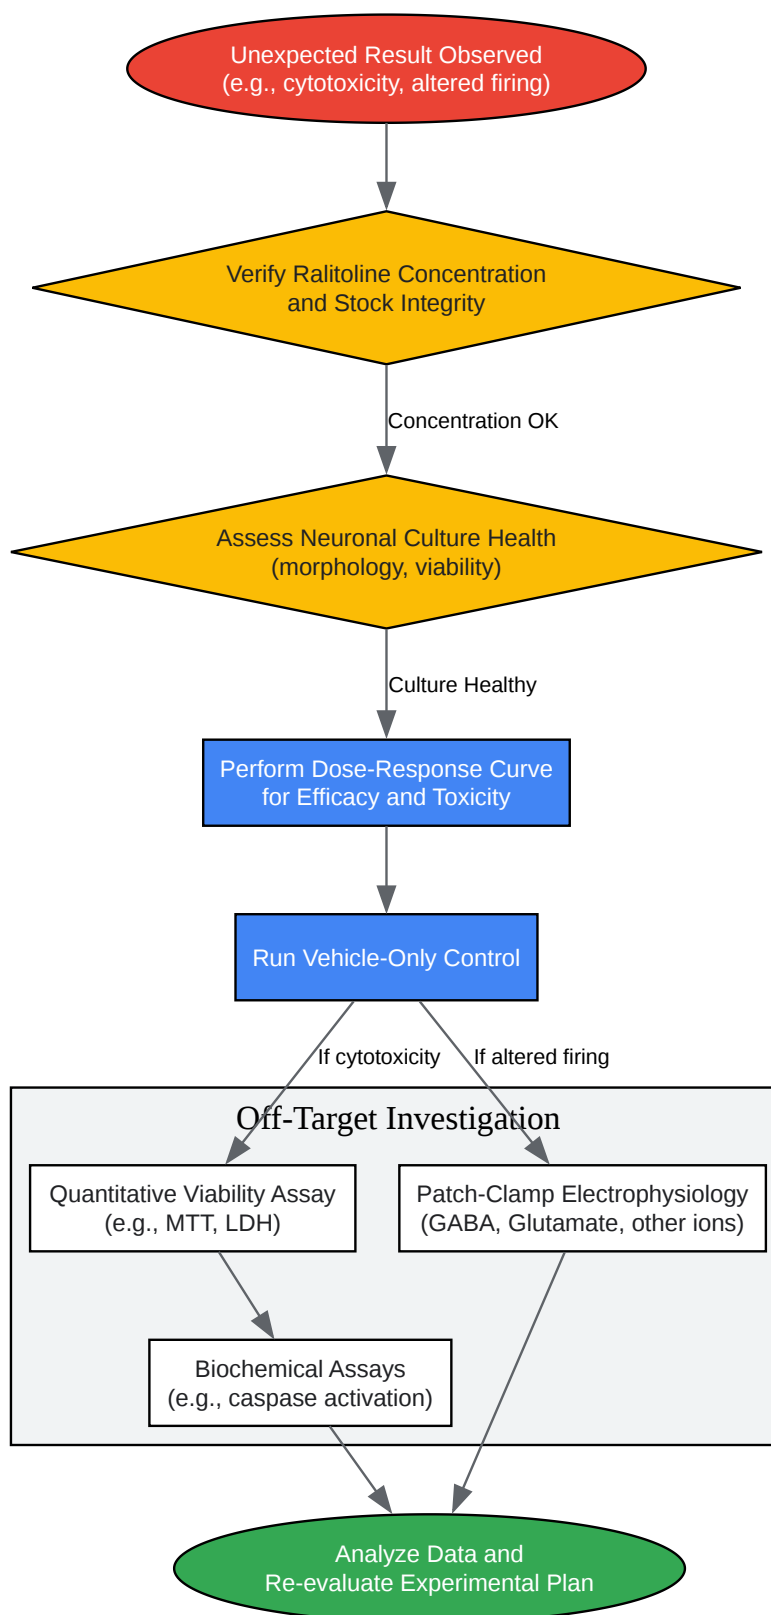 Unexpected Result Observed
(e.g., cytotoxicity, altered firing)
Verify Ralitoline Concentration
and Stock Integrity
Concentration OK
Assess Neuronal Culture Health
(morphology, viability)
Culture Healthy
Perform Dose-Response Curve
for Efficacy and Toxicity
Run Vehicle-Only Control
If cytotoxicity
If altered firing
Off-Target Investigation
Quantitative Viability Assay
(e.g., MTT, LDH)
Patch-Clamp Electrophysiology
(GABA, Glutamate, other ions)
Biochemical Assays
(e.g., caspase activation)
Analyze Data and
Re-evaluate Experimental Plan